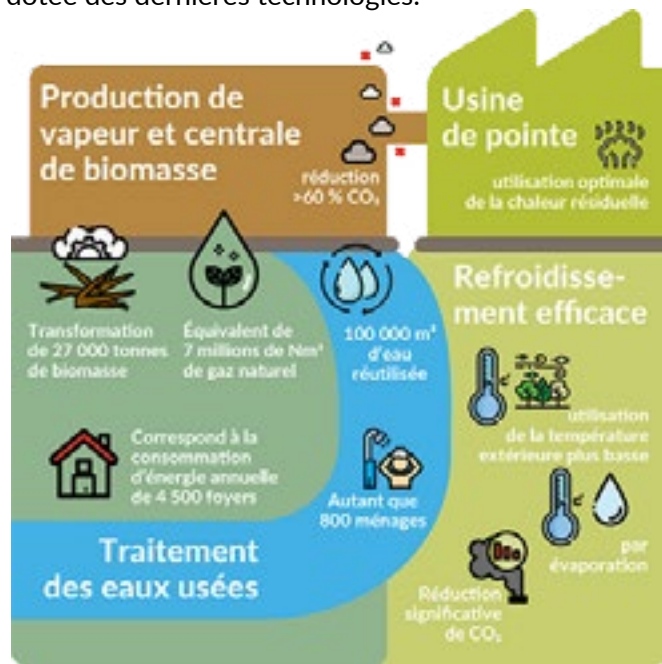 dotée des dernières technologies.
Production de
vapeur et centrale
de biomasse
réduction
>60 % CO₂
Usine
de pointe
utilisation optimale
de la chaleur résiduelle
Transformation
de 27 000 tonnes
de biomasse
Équivalent de
7 millions de Nm³
de gaz naturel
100 000 m³
d'eau
réutilisée
Refroidisse-
ment efficace
utilisation
de la température
extérieure plus basse
Correspond à la
consommation
d'énergie annuelle
de 4 500 foyers
Autant que
800 ménages
par
évaporation
Traitement
des eaux usées
Réduction
significative
de CO₂